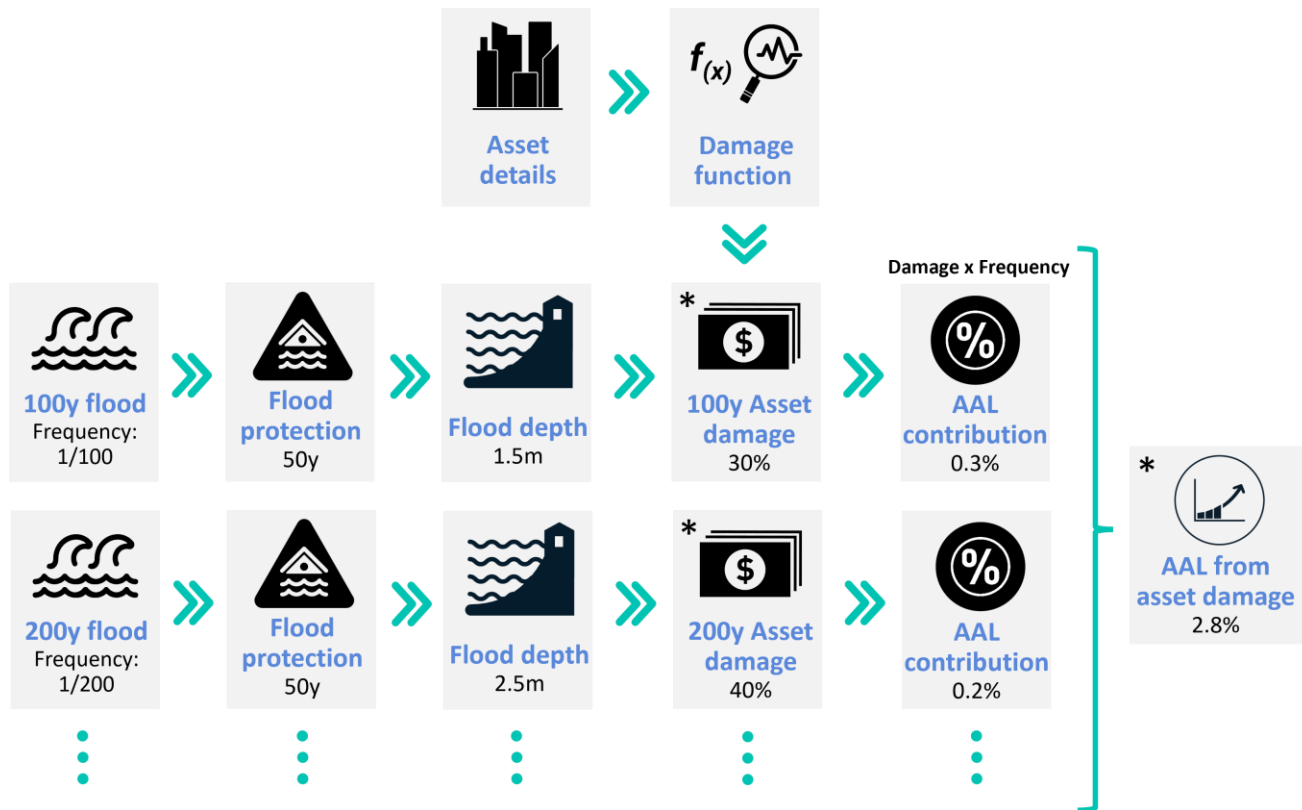 f(x)
Asset
details
Damage
function
Damage x Frequency
100y flood
Frequency:
1/100
Flood
protection
50y
Flood depth
1.5m
*
$
100y Asset
damage
30%
%
AAL
contribution
0.3%
200y flood
Frequency:
1/200
Flood
protection
50y
Flood depth
2.5m
*
$
200y Asset
damage
40%
%
AAL
contribution
0.2%
*
AAL from
asset damage
2.8%